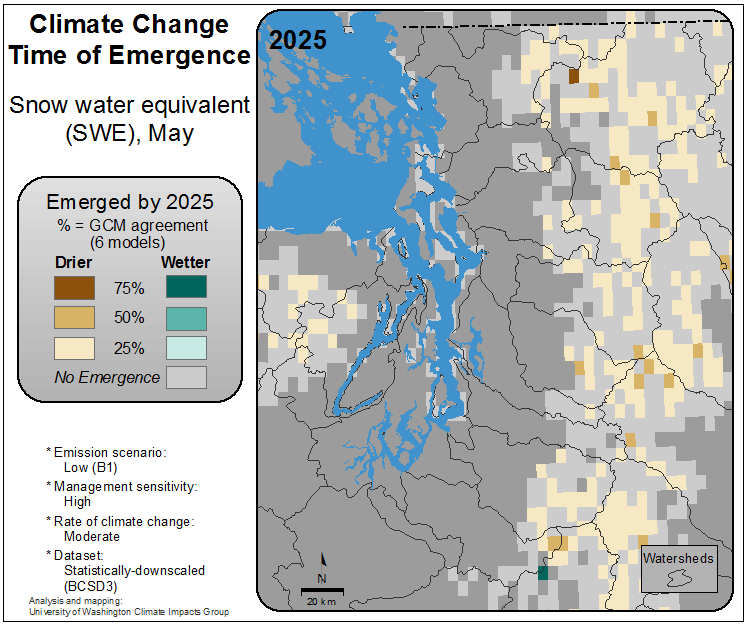 Climate Change
Time of Emergence
Snow water equivalent
(SWE), May
Emerged by 2025
% = GCM agreement
(6 models)
Drier Wetter
75%
50%
25%
No Emergence
* Emission scenario:
Low (B1)
* Management sensitivity:
High
* Rate of climate change:
Moderate
* Dataset:
Statistically-downscaled
(BCSD3)
Analysis and mapping:
University of Washington Climate Impacts Group
2025
N
20 km
Watersheds